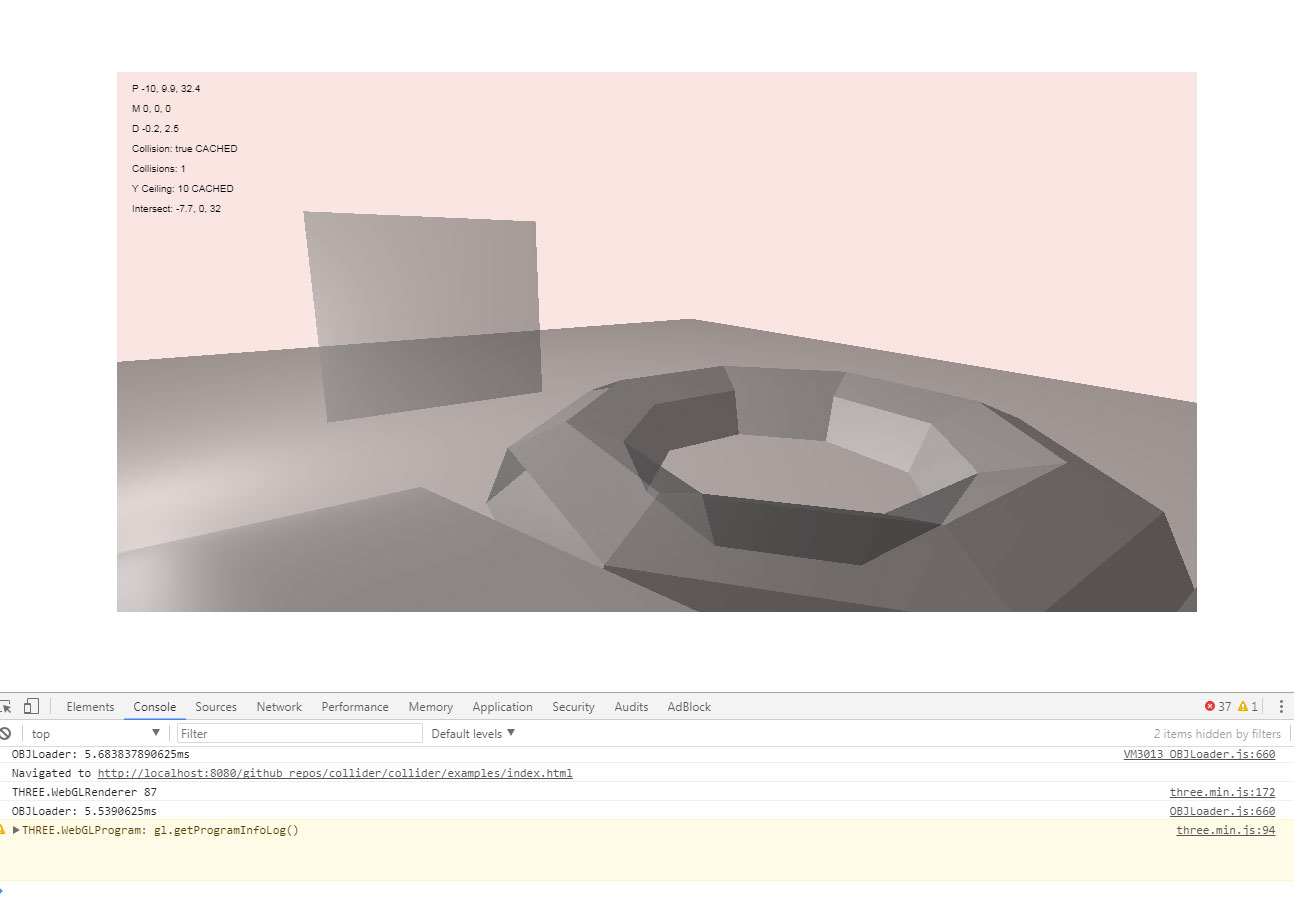 P -10, 9.9, 32.4
M 0, 0, 0
D -0.2, 2.5
Collision: true CACHED
Collisions: 1
Y Ceiling: 10 CACHED
Intersect: -7.7, 0, 32
Elements Console Sources Network Performance Memory Application Security Audits AdBlock 37 1
top Filter Default levels 2 items hidden by filters
OBJLoader: 5.683837890625ms VM3013 OBJLoader.js:660
Navigated to http://localhost:8080/github_repos/collider/collider/examples/index.html
THREE.WebGLRenderer 87 three.min.js:172
OBJLoader: 5.5390625ms OBJLoader.js:660
THREE.WebGLProgram: gl.getProgramInfoLog() three.min.js:94